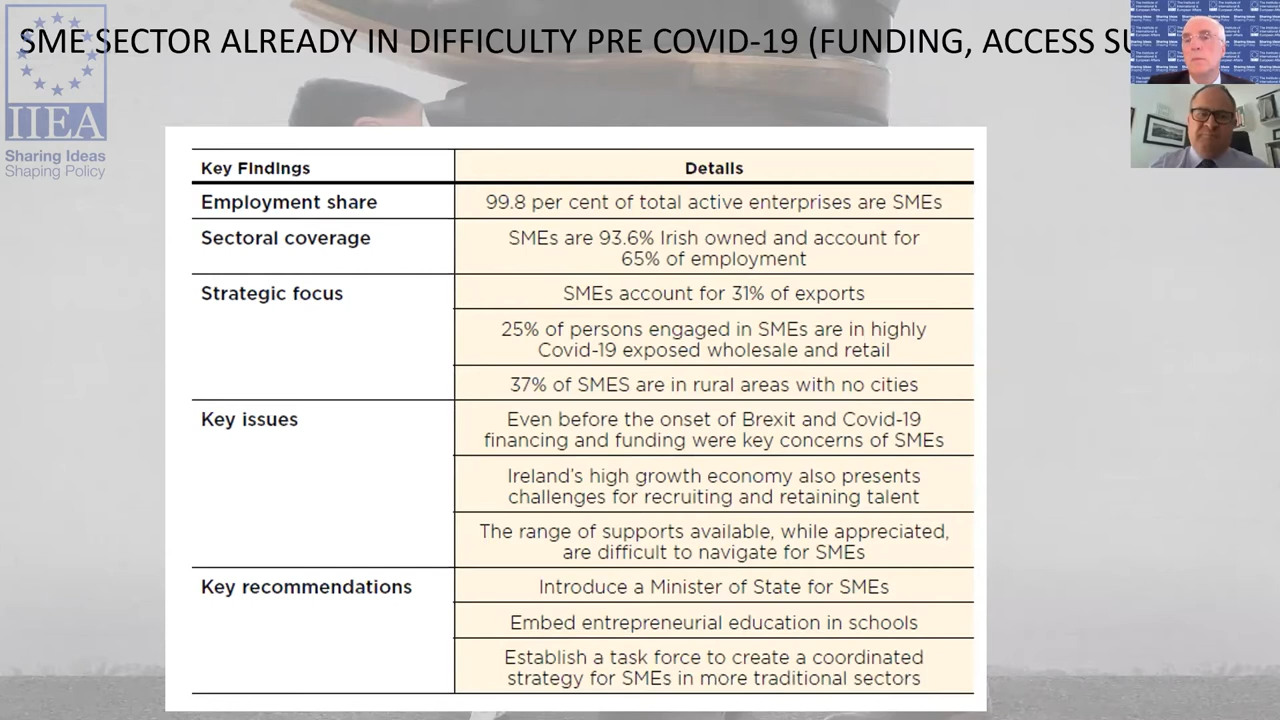 SME SECTOR ALREADY IN DIFFICULTY PRE COVID-19 (FUNDING, ACCESS
IIEA
Sharing Ideas
Shaping Policy
Key Findings
Details
Employment share
99.8 per cent of total active enterprises are SMEs
Sectoral coverage
SMEs are 93.6% Irish owned and account for
65% of employment
Strategic focus
SMEs account for 31% of exports
25% of persons engaged in SMEs are in highly
Covid-19 exposed wholesale and retail
37% of SMES are in rural areas with no cities
Key issues
Even before the onset of Brexit and Covid-19
financing and funding were key concerns of SMEs
Ireland's high growth economy also presents
challenges for recruiting and retaining talent
The range of supports available, while appreciated,
are difficult to navigate for SMEs
Key recommendations
Introduce a Minister of State for SMEs
Embed entrepreneurial education in schools
Establish a task force to create a coordinated
strategy for SMEs in more traditional sectors